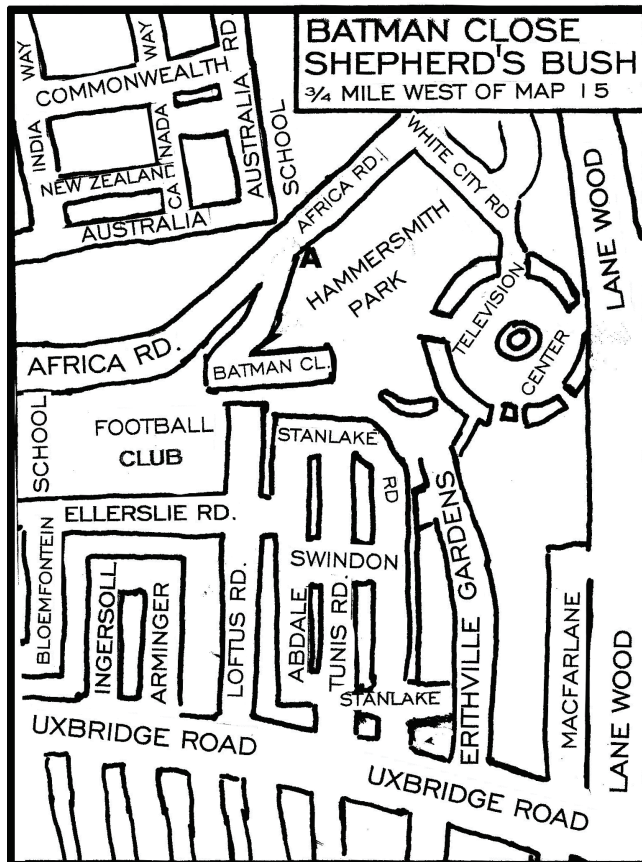 BATMAN CLOSE
SHEPHERD'S BUSH
3/4 MILE WEST OF MAP 15
WAY
WAY
RD
COMMONWEALTH
INDIA
CANADA
AUSTRALIA
SCHOOL
NEW ZEALAND
AUSTRALIA
AFRICA RD.
WHITE CITY RD
LANE WOOD
A
HAMMERSMITH
PARK
TELEVISION
CENTER
AFRICA RD.
BATMAN CL.
SCHOOL
FOOTBALL
CLUB
STANLAKE
RD
ELLERSLIE RD.
BLOEMFONTEIN
INGERSOLL
ARMINGER
LOFTUS RD.
ABDALE
TUNIS RD.
SWINDON
STANLAKE
ERITHVILLE GARDENS
MACFARLANE
LANE WOOD
UXBRIDGE ROAD
UXBRIDGE ROAD